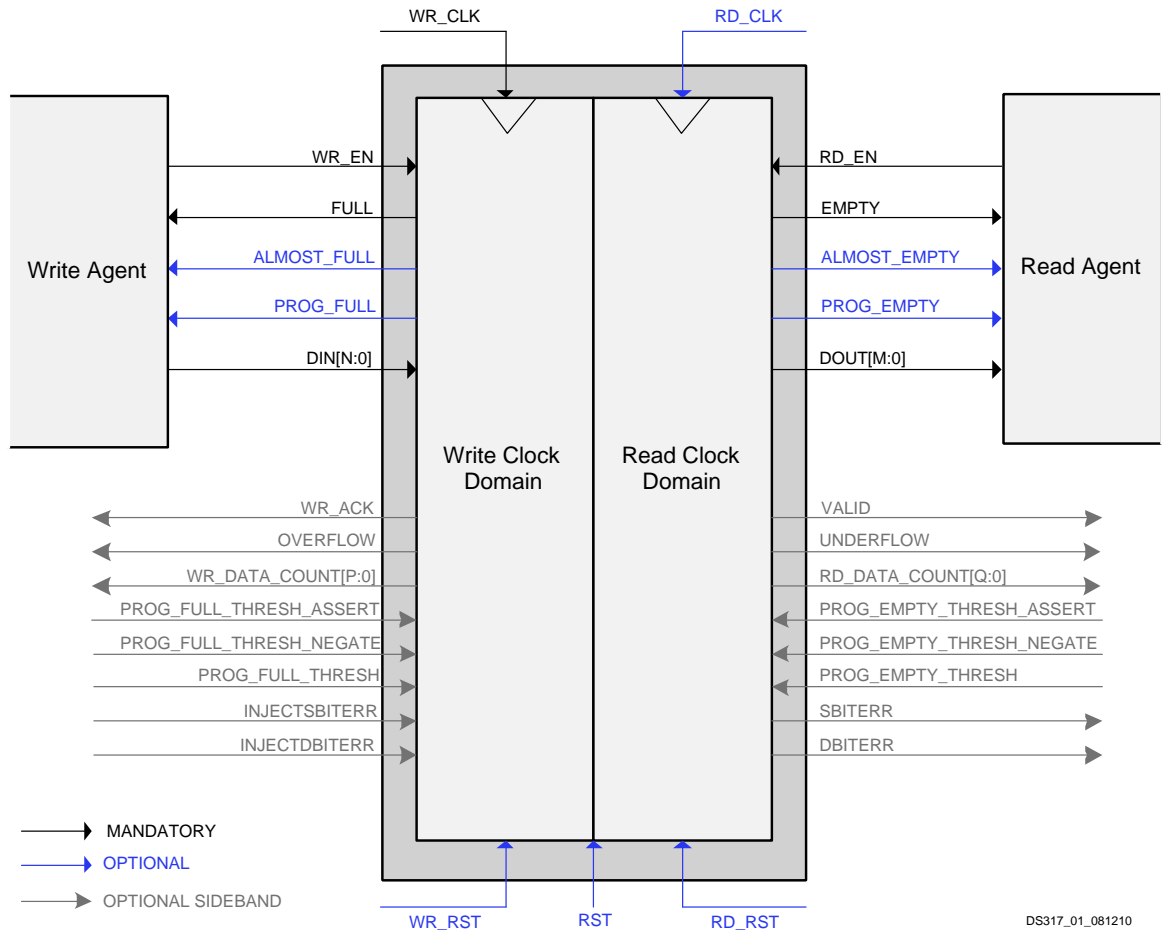 WR_CLK
RD_CLK
WR_EN
RD_EN
FULL
EMPTY
ALMOST_FULL
ALMOST_EMPTY
Write Agent
Read Agent
PROG_FULL
PROG_EMPTY
DIN[N:0]
DOUT[M:0]
Write Clock
Domain
Read Clock
Domain
WR_ACK
VALID
OVERFLOW
UNDERFLOW
WR_DATA_COUNT[P:0]
RD_DATA_COUNT[Q:0]
PROG_FULL_THRESH_ASSERT
PROG_EMPTY_THRESH_ASSERT
PROG_FULL_THRESH_NEGATE
PROG_EMPTY_THRESH_NEGATE
PROG_FULL_THRESH
PROG_EMPTY_THRESH
INJECTSBITERR
SBITERR
INJECTDBITERR
DBITERR
MANDATORY
OPTIONAL
OPTIONAL SIDEBAND
WR_RST
RST
RD_RST
DS317_01_081210